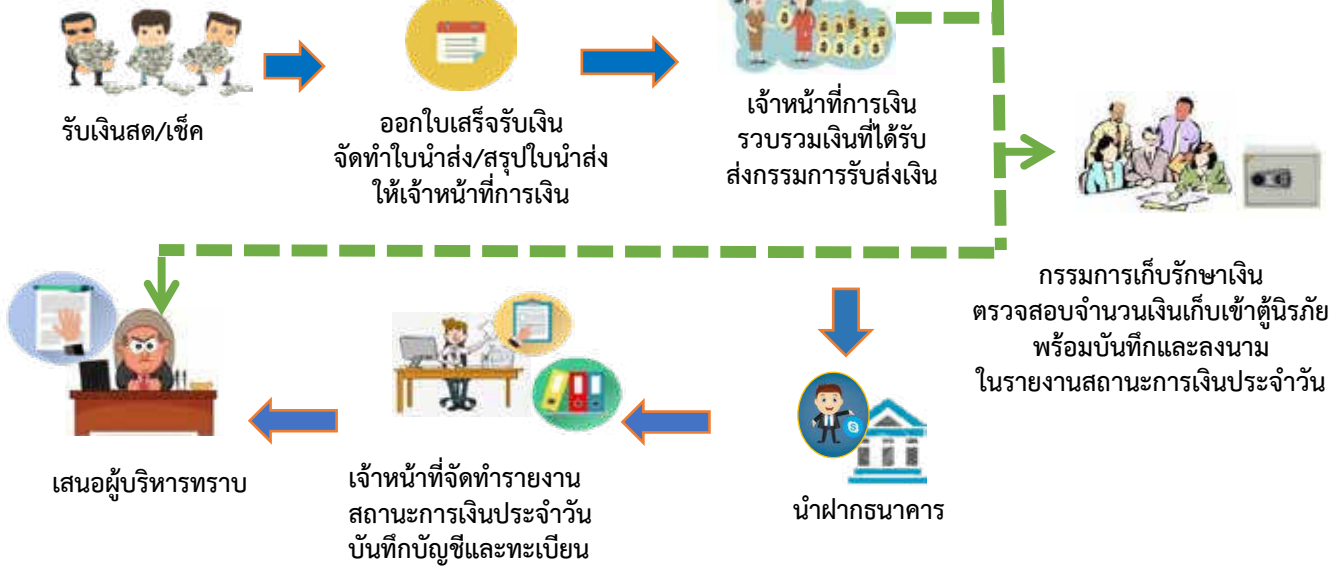 รับเงินสด/เช็ค
ออกใบเสร็จรับเงิน
จัดทำใบนำส่ง/สรุปใบนำส่ง
ให้เจ้าหน้าที่การเงิน
เจ้าหน้าที่การเงิน
รวบรวมเงินที่ได้รับ
ส่งกรรมการรับส่งเงิน
กรรมการเก็บรักษาเงิน
ตรวจสอบจำนวนเงินเก็บเข้าตู้นิรภัย
พร้อมบันทึกและลงนาม
ในรายงานสถานะการเงินประจำวัน
นำฝากธนาคาร
เจ้าหน้าที่จัดทำรายงาน
สถานะการเงินประจำวัน
บันทึกบัญชีและทะเบียน
เสนอผู้บริหารทราบ